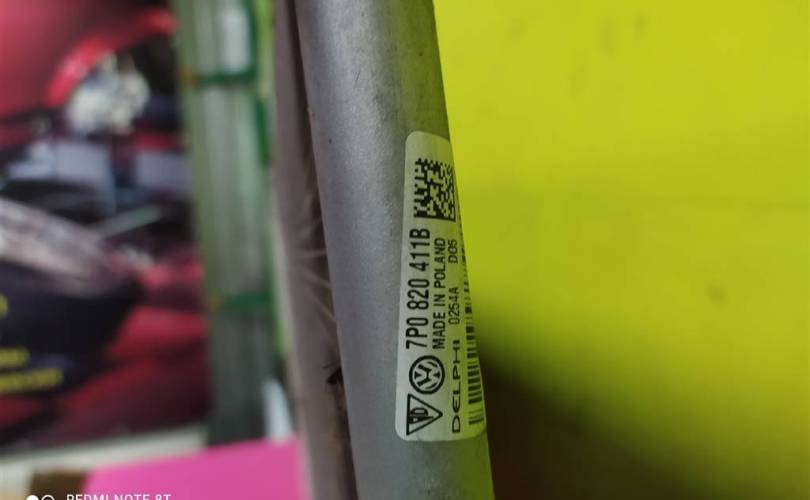 7P0 820 411B
MADE IN POLAND
DELPHI 0254A D05
REDMI NOTE 8T